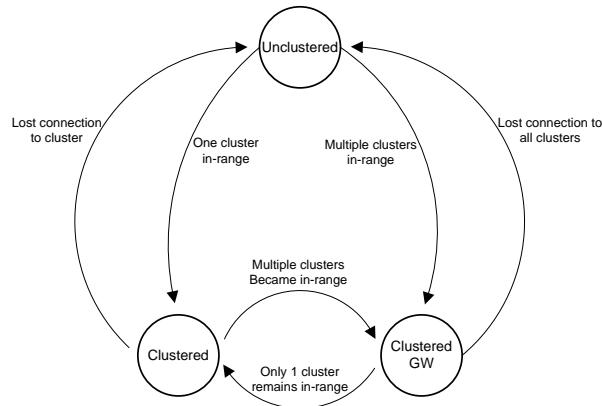 Unclustered
Lost connection
to cluster
One cluster
in-range
Multiple clusters
in-range
Lost connection to
all clusters
Multiple clusters
Became in-range
Clustered
Clustered
GW
Only 1 cluster
remains in-range